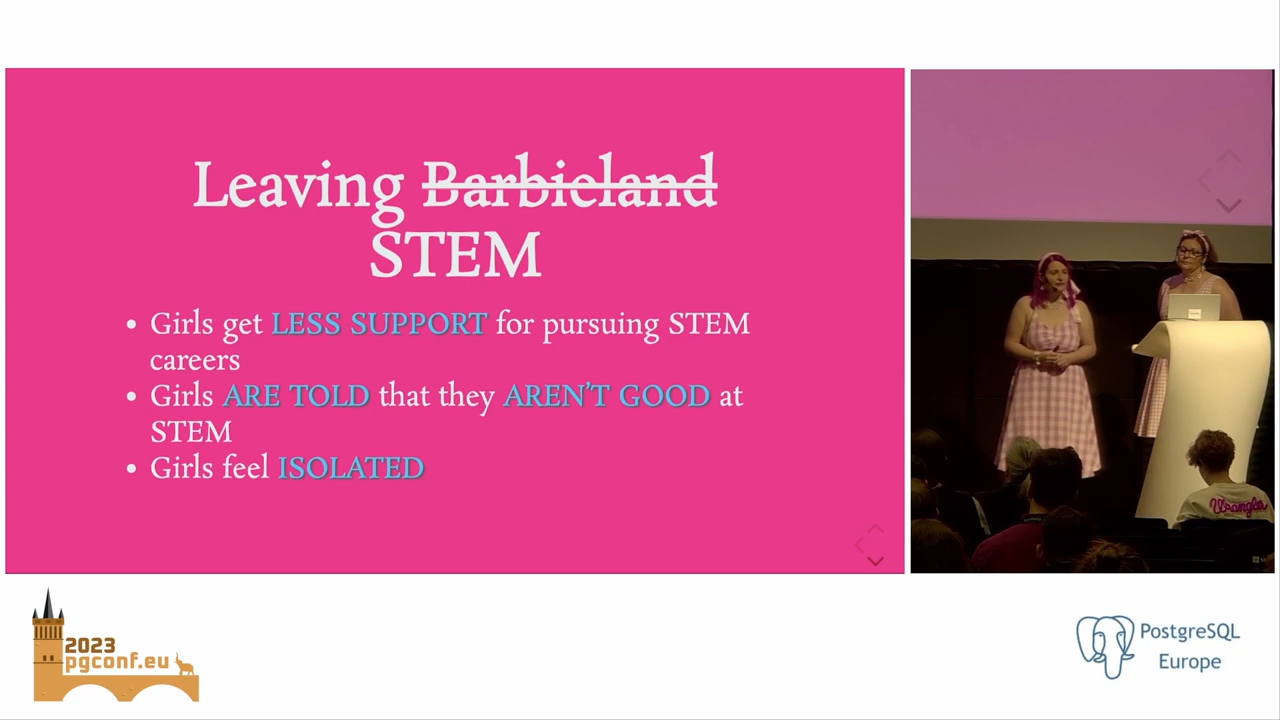 Leaving Barbieland
STEM
• Girls get LESS SUPPORT for pursuing STEM
careers
• Girls ARE TOLD that they AREN'T GOOD at
STEM
• Girls feel ISOLATED
Wrangler
2023
pgconf.eu
PostgreSQL
Europe